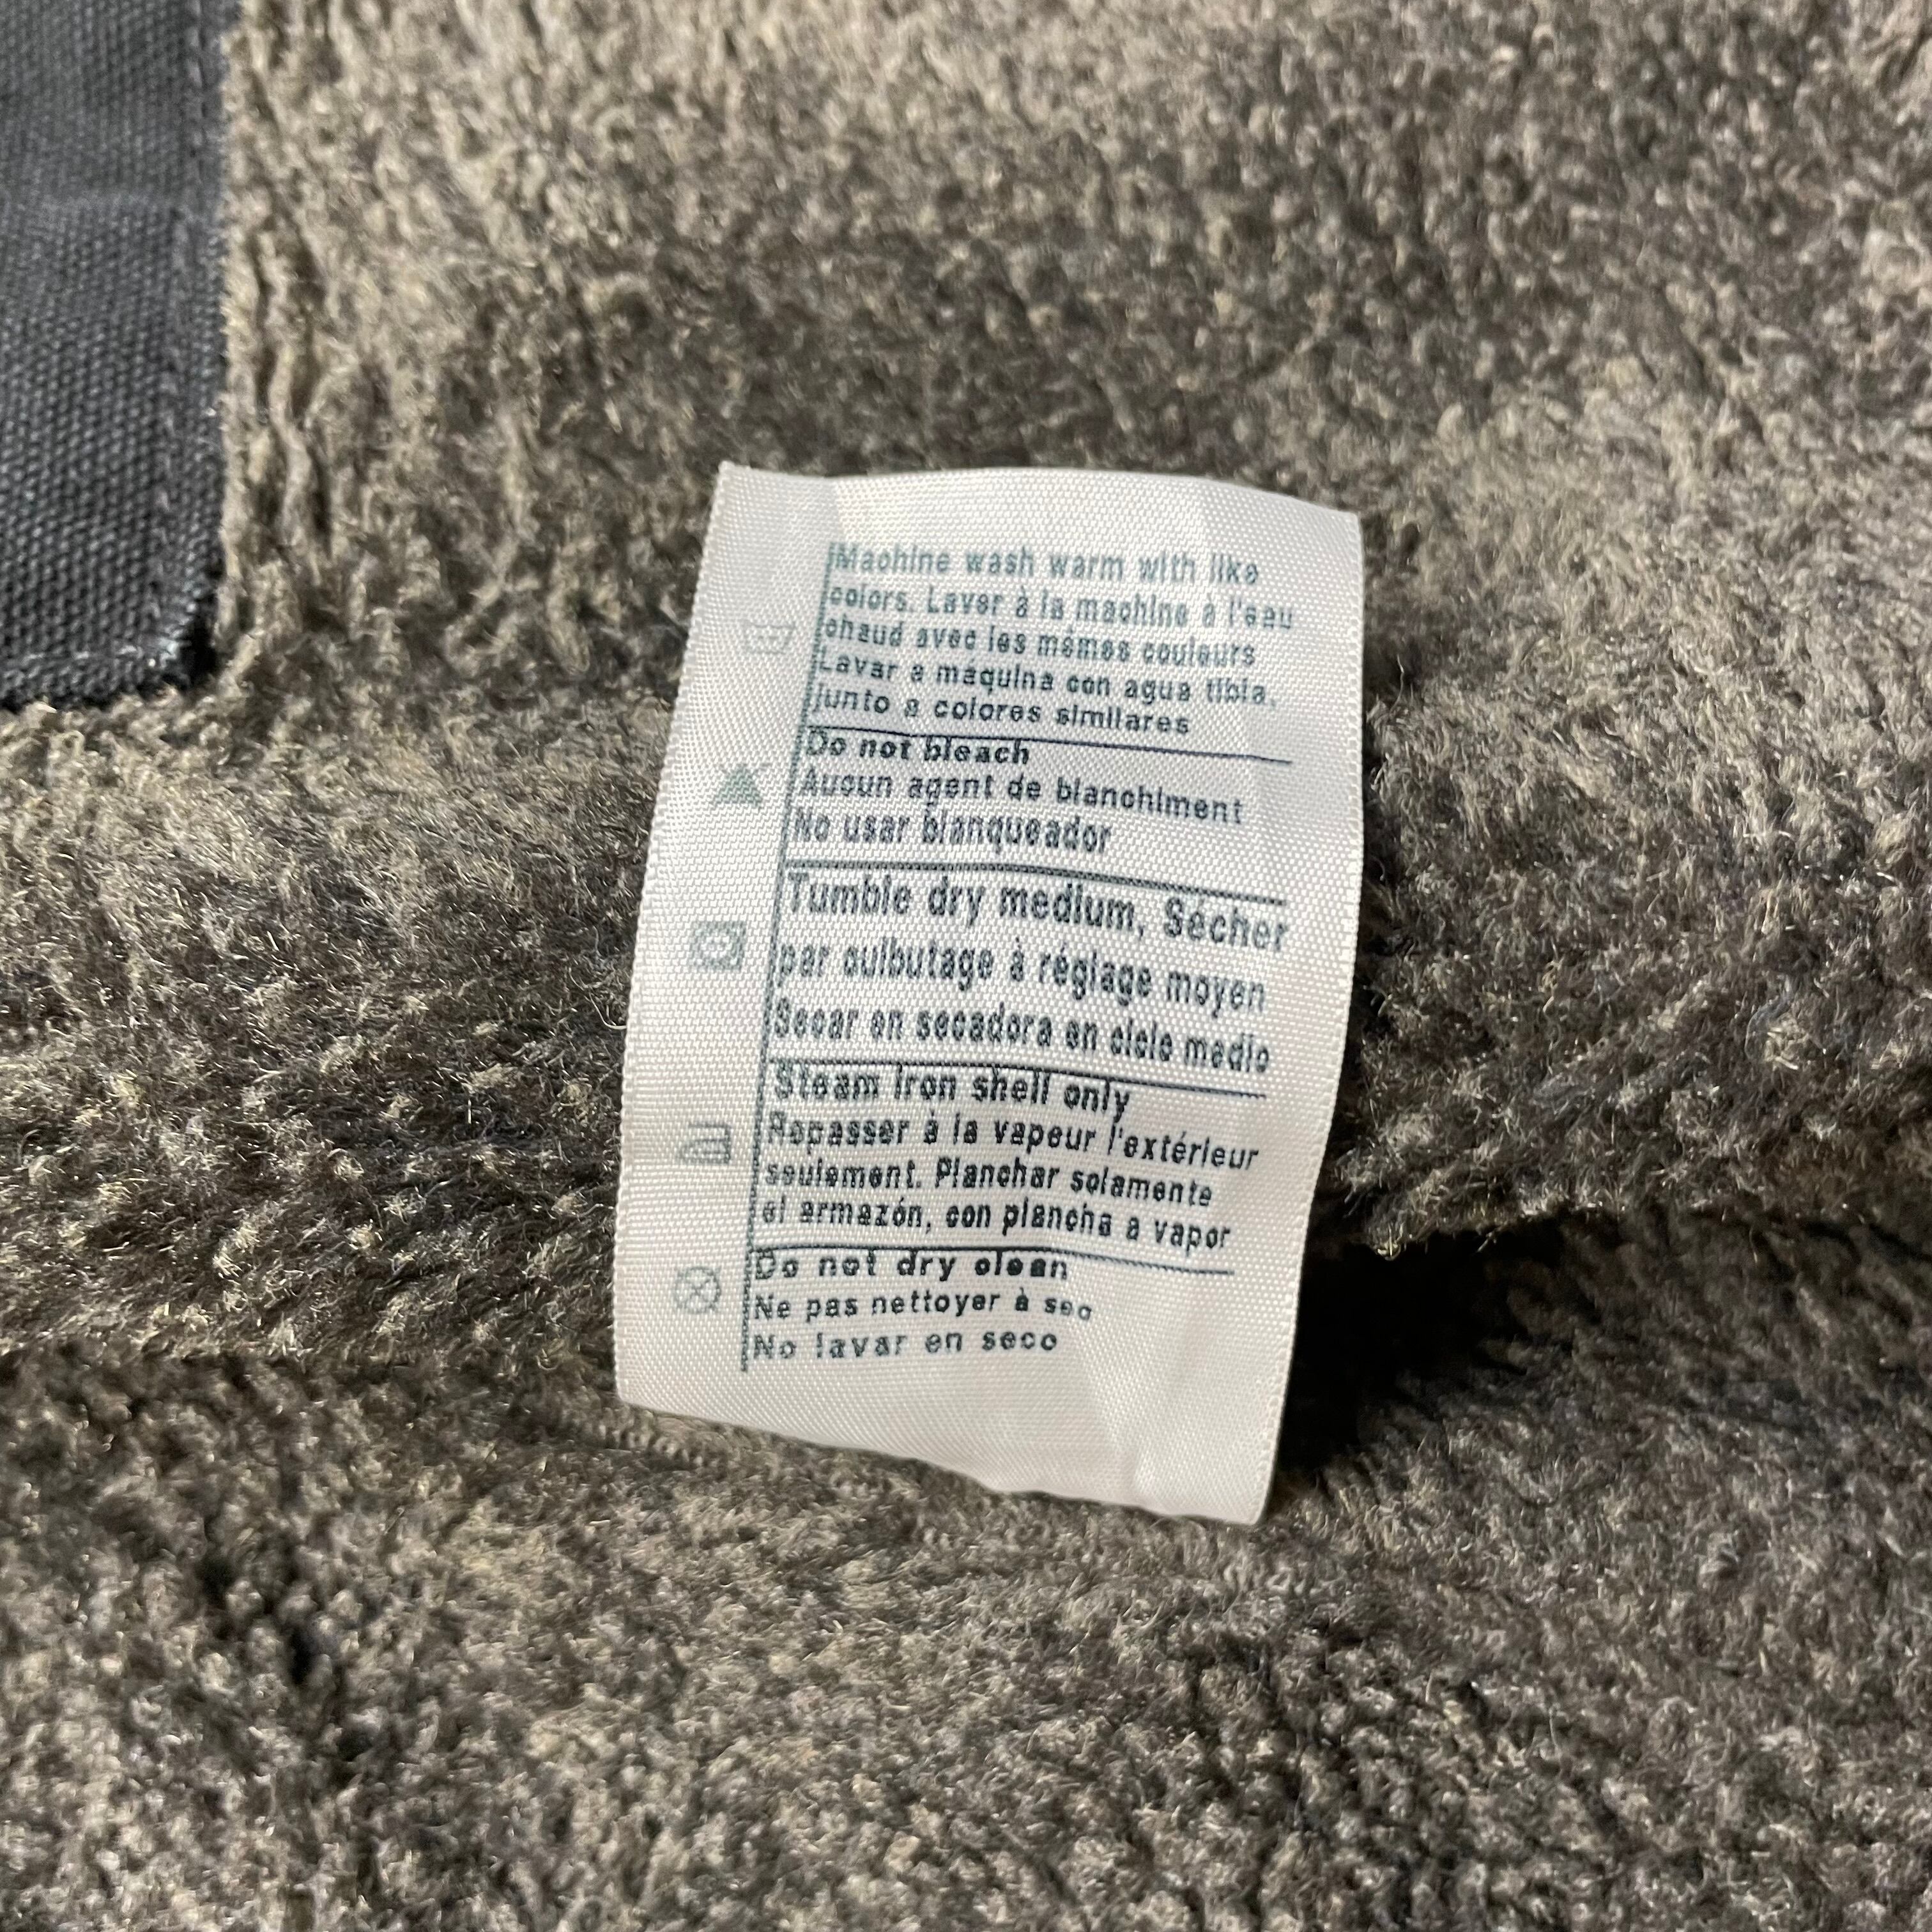 Machine wash warm with like
colors. Laver à la machine à l'eau
chaud avec les mêmes couleurs
Lavar a maquina con agua tibia,
junto a colores similares
Do not bleach
Aucun agent de blanchiment
No usar blanqueador
Tumble dry medium, Sécher
par culbutage à réglage moyen
Secar en secadora en ciclo medio
Steam iron shell only
Repasser à la vapeur l'extérieur
seulement. Planchar solamente
el armazón, con plancha a vapor
Do not dry clean
Ne pas nettoyer à sec
No lavar en seco